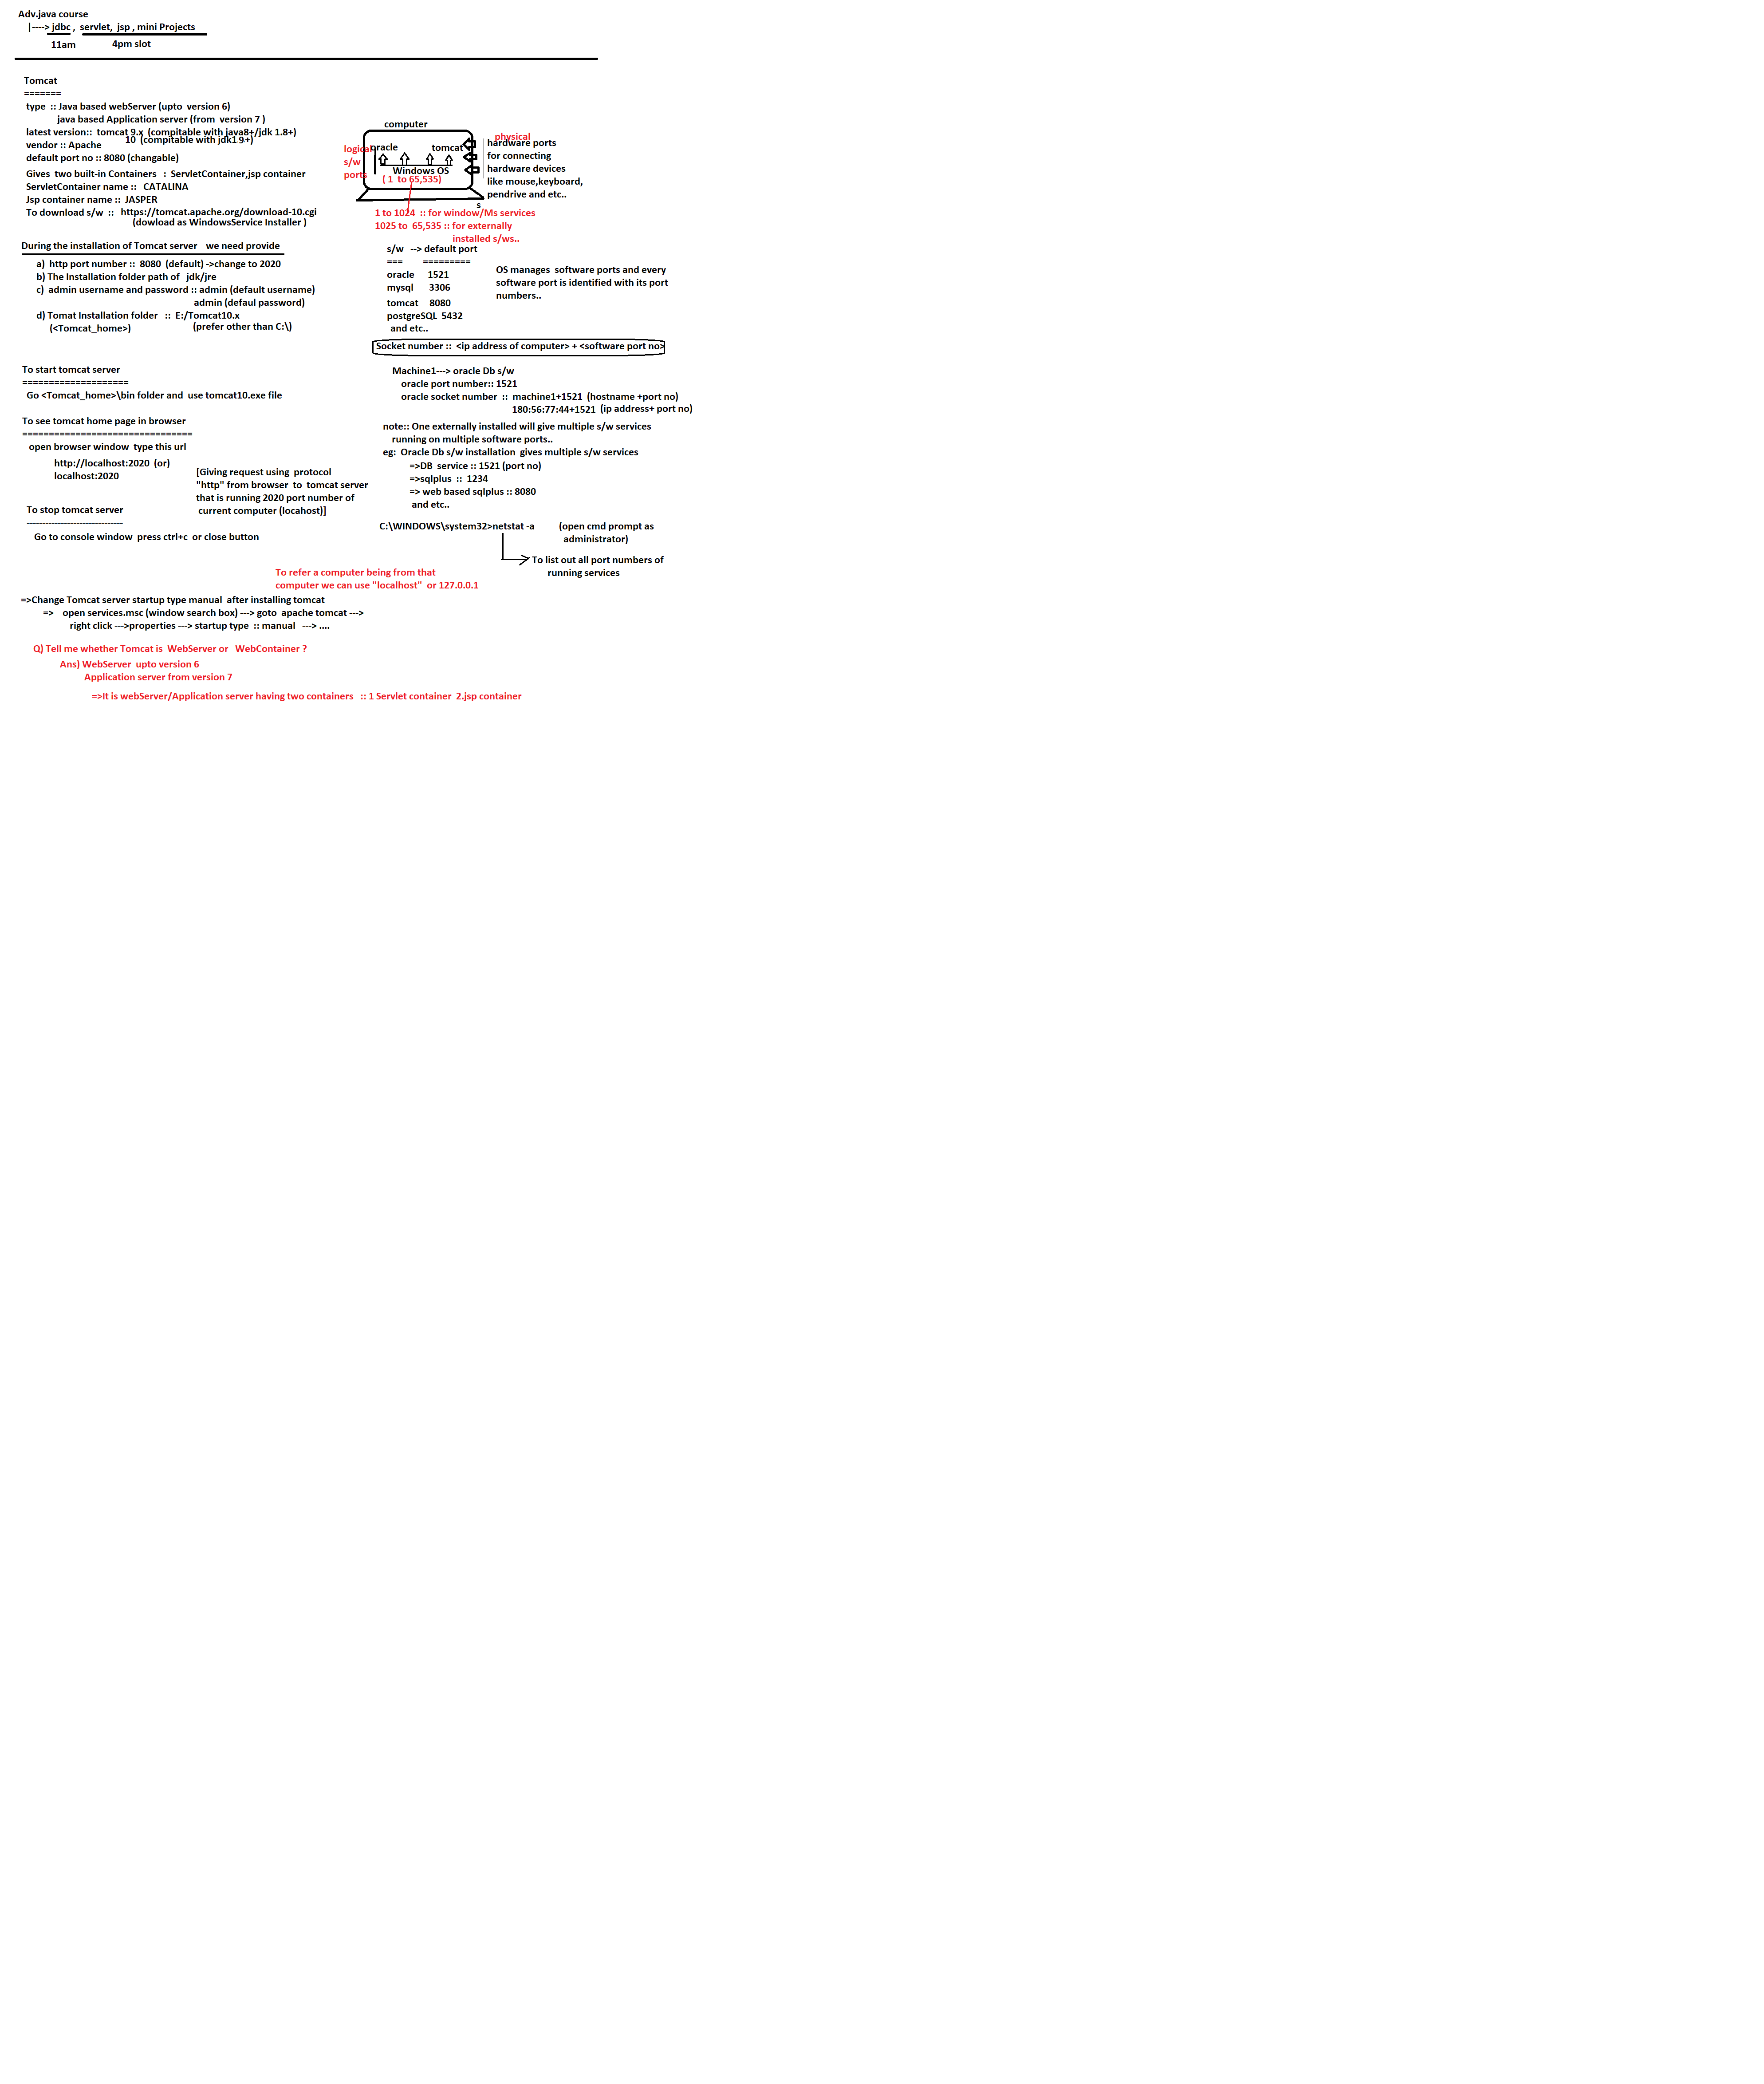 Adv.java course
|----> jdbc , servlet, jsp , mini Projects
11am 4pm slot
Tomcat
=======
type :: Java based webServer (upto version 6)
java based Application server (from version 7 )
latest version:: tomcat 9.x (compitable with java8+/jdk 1.8+)
10 (compitable with jdk1.9+)
vendor :: Apache
default port no :: 8080 (changable)
Gives two built-in Containers : ServletContainer,jsp container
ServletContainer name :: CATALINA
Jsp container name :: JASPER
To download s/w :: https://tomcat.apache.org/download-10.cgi
(dowload as WindowsService Installer )
During the installation of Tomcat server we need provide
a) http port number :: 8080 (default) ->change to 2020
b) The Installation folder path of jdk/jre
c) admin username and password :: admin (default username)
admin (defaul password)
d) Tomat Installation folder :: E:/Tomcat10.x
(<Tomcat_home>) (prefer other than C:\)
To start tomcat server
====================
Go <Tomcat_home>\bin folder and use tomcat10.exe file
To see tomcat home page in browser
================================
open browser window type this url
http://localhost:2020 (or)
localhost:2020
[Giving request using protocol
"http" from browser to tomcat server
that is running 2020 port number of
current computer (locahost)]
To stop tomcat server
------------------------------
Go to console window press ctrl+c or close button
computer
logical
s/w
ports
oracle tomcat
Windows OS
( 1 to 65,535)
physical
hardware ports
for connecting
hardware devices
like mouse,keyboard,
pendrive and etc..
s
1 to 1024 :: for window/Ms services
1025 to 65,535 :: for externally
installed s/ws..
s/w --> default port
=== =========
oracle 1521
mysql 3306
tomcat 8080
postgreSQL 5432
and etc..
OS manages software ports and every
software port is identified with its port
numbers..
Socket number :: <ip address of computer> + <software port no>
Machine1---> oracle Db s/w
oracle port number:: 1521
oracle socket number :: machine1+1521 (hostname +port no)
180:56:77:44+1521 (ip address+ port no)
note:: One externally installed will give multiple s/w services
running on multiple software ports..
eg: Oracle Db s/w installation gives multiple s/w services
=>DB service :: 1521 (port no)
=>sqlplus :: 1234
=> web based sqlplus :: 8080
and etc..
C:\WINDOWS\system32>netstat -a (open cmd prompt as
administrator)
To list out all port numbers of
running services
To refer a computer being from that
computer we can use "localhost" or 127.0.0.1
=>Change Tomcat server startup type manual after installing tomcat
=> open services.msc (window search box) ---> goto apache tomcat --->
right click --->properties ---> startup type :: manual ---> ....
Q) Tell me whether Tomcat is WebServer or WebContainer ?
Ans) WebServer upto version 6
Application server from version 7
=>It is webServer/Application server having two containers :: 1 Servlet container 2.jsp container